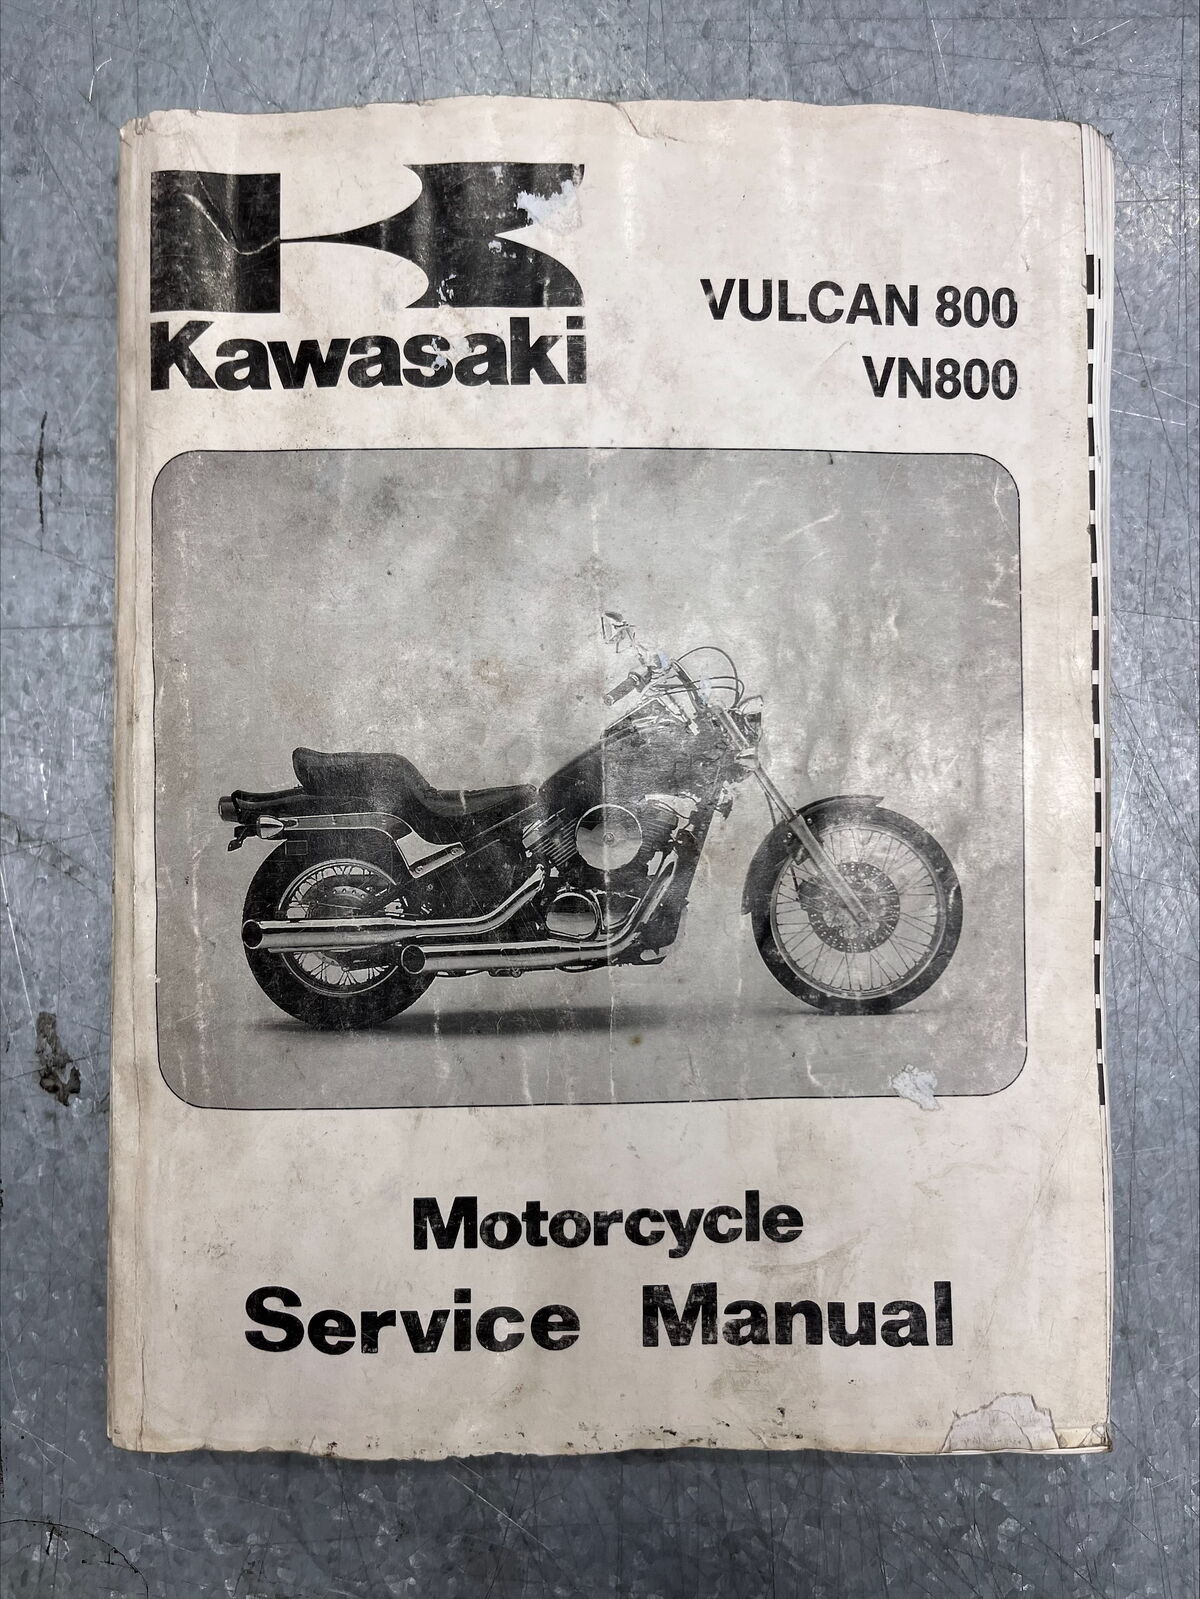 Kawasaki
VULCAN 800
VN800
Motorcycle
Service Manual